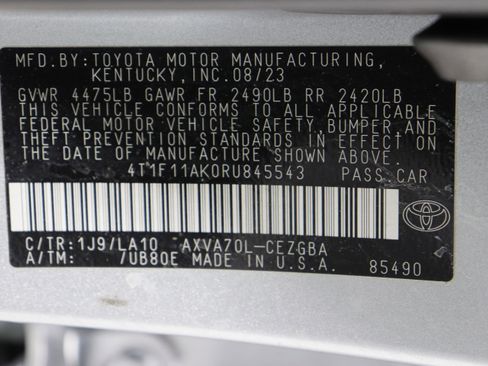 MFD.BY:TOYOTA MOTOR MANUFACTURING,
KENTUCKY,INC.08/23
GVWR 4475LB GAWR FR 2490LB RR 2420LB
THIS VEHICLE CONFORMS TO ALL APPLICABLE
FEDERAL MOTOR VEHICLE SAFETY,BUMPER,AND
THEFT PREVENTION STANDARDS IN EFFECT ON
THE DATE OF MANUFACTURE SHOWN ABOVE.
4T1F11AK0RU845543 PASS.CAR
C/TR:1J9/LA10 AXVA70L-CEZGBA
A/TM: /UB80E MADE IN U.S.A. 85490